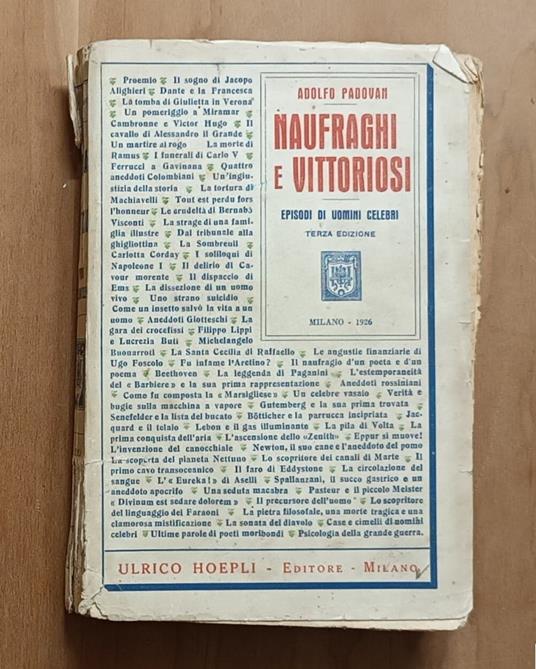 Proemio Il sogno di Jacopo
Alighieri Dante e la Francesca
La tomba di Giulietta in Verona
Un pomeriggio a Miramar
Cambronne e Victor Hugo Il
cavallo di Alessandro il Grande
Un martire al rogo La morte di
Ramus I funerali di Carlo V
Ferrucci a Gavinana Quattro
aneddoti Colombiani Un'ingiu-
stizia della storia La tortura di
Machiavelli Tout est perdu fors
l'honneur Le crudeltà di Bernabò
Visconti La strage di una fami-
glia illustre Dal tribunale alla
ghigliottina La Sombreuil
Carlotta Corday I soliloqui di
Napoleone I Il delirio di Ca-
vour morente Il dispaccio di
Ems La dissezione di un uomo
vivo Uno strano suicidio
Come un insetto salvò la vita a un
uomo Aneddoti Giotteschi La
gara dei crocefissi Filippo Lippi
e Lucrezia Buti Michelangelo
ADOLFO PADOVAN
NAUFRAGHI
E VITTORIOSI
EPISODI DI UOMINI CELEBRI
TERZA EDIZIONE
MILANO - 1926
Buonarroti La Santa Cecilia di Raffaello Le angustie finanziarie di
Ugo Foscolo Fu infame l'Aretino? Il naufragio d'un poeta e d'un
poema Beethoven La leggenda di Paganini L'estemporaneità
del «Barbiere» e la sua prima rappresentazione Aneddoti rossiniani
Come fu composta la «Marsigliese» Un celebre vasaio Verità e
bugie sulla macchina a vapore Gutemberg e la sua prima trovata
Senefelder e la lista del bucato Bötticher e la parrucca incipriata Jac-
quard e il telaio Lebon e il gas illuminante La pila di Volta La
prima conquista dell'aria L'ascensione dello «Zenith» Eppur si muove!
L'invenzione del canocchiale Newton, il suo cane e l'aneddoto del pomo
La scoperta del planeta Nettuno Lo scopritore dei canali di Marte Il
primo cavo transoceanico Il faro di Eddystone La circolazione del
sangue L'«Eureka!» di Aselli Spallanzani, il succo gastrico e un
aneddoto apocrifo Una seduta macabra Pasteur e il piccolo Meister
«Divinum est sedare dolorem» Il precursore dell'uomo Lo scopritore
del linguaggio dei Faraoni La pietra filosofale, una morte tragica e una
clamorosa mistificazione La sonata del diavolo Case e cimelii di uomini
celebri Ultime parole di poeti moribondi Psicologia della grande guerra.
ULRICO HOEPLI - EDITORE - MILANO